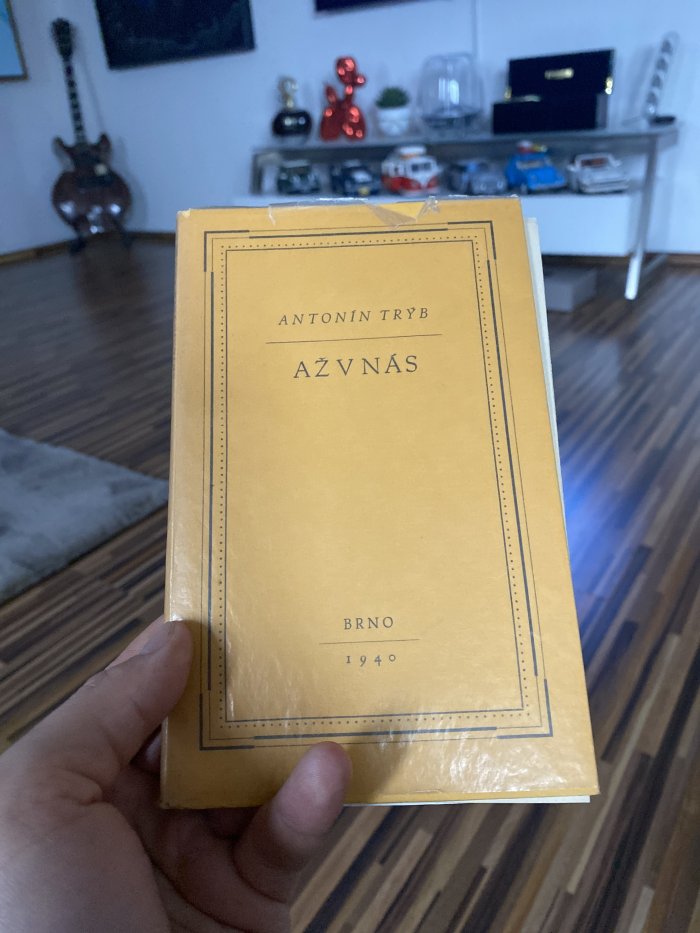 ANTONÍN TRÝB
AŽ V NÁS
BRNO
1940